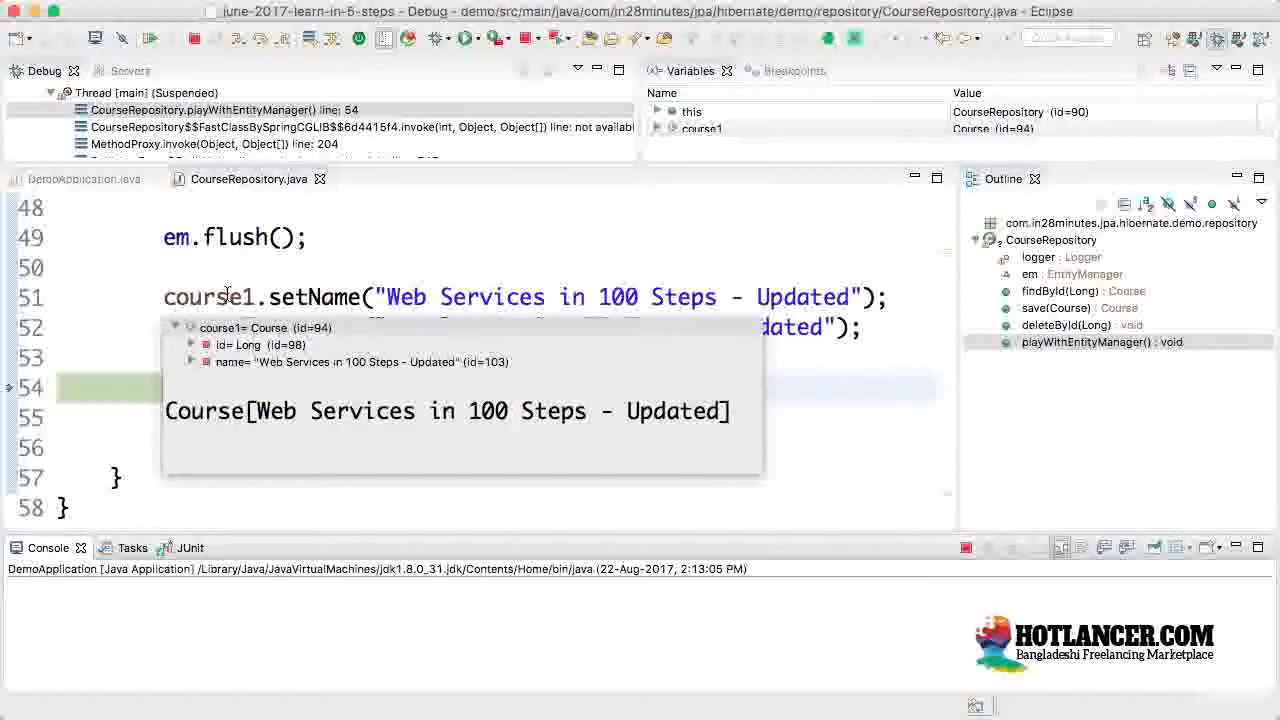 june-2017-learn-in-5-steps - Debug - demo/src/main/java/com/in28minutes/jpa/hibernate/demo/repository/CourseRepository.java - Eclipse
Quick Access
Debug
Servers
Thread [main] (Suspended)
CourseRepository.playWithEntityManager() line: 54
CourseRepository$$FastClassBySpringCGLIB$$6d4415f4.invoke(int, Object, Object[]) line: not availab
MethodProxy.invoke(Object, Object[]) line: 204
Variables
Breakpoints
Name Value
this CourseRepository (id=90)
course1 Course (id=94)
DemoApplication.java
CourseRepository.java
48
49 em.flush();
50
51 course1.setName("Web Services in 100 Steps - Updated");
52 dated");
53
54
55
56
57 }
58 }
course1= Course (id=94)
id= Long (id=98)
name= "Web Services in 100 Steps - Updated" (id=103)
Course[Web Services in 100 Steps - Updated]
Outline
com.in28minutes.jpa.hibernate.demo.repository
CourseRepository
logger : Logger
em : EntityManager
findById(Long) : Course
save(Course) : Course
deleteById(Long) : void
playWithEntityManager() : void
Console
Tasks
JUnit
DemoApplication [Java Application] /Library/Java/JavaVirtualMachines/jdk1.8.0_31.jdk/Contents/Home/bin/java (22-Aug-2017, 2:13:05 PM)
HOTLANCER.COM
Bangladeshi Freelancing Marketplace